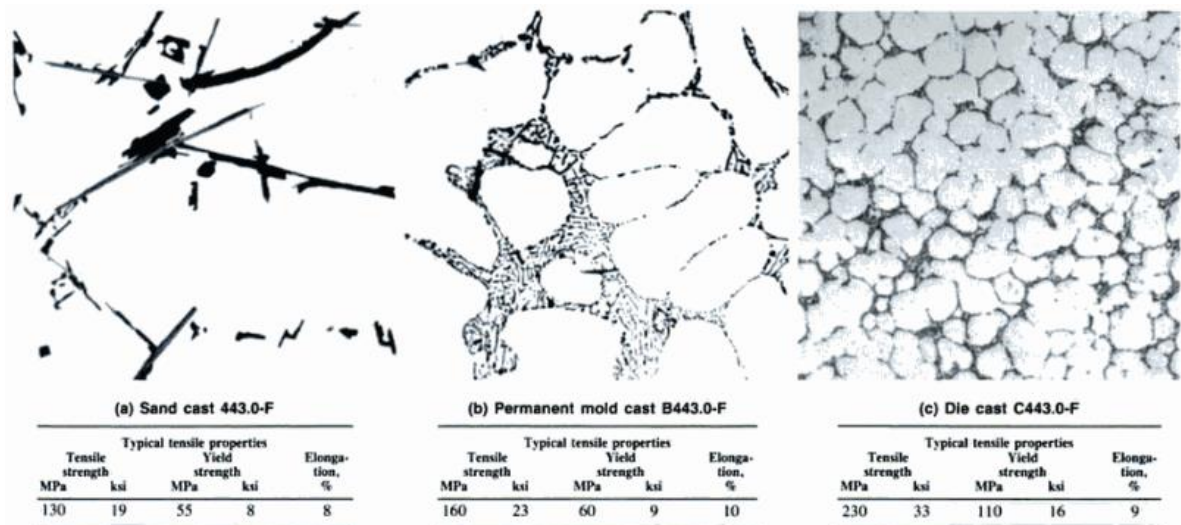 (a) Sand cast 443.0-F
Typical tensile properties
Tensile strength Yield strength Elonga-tion,
MPa ksi MPa ksi %
130 19 55 8 8
(b) Permanent mold cast B443.0-F
Typical tensile properties
Tensile strength Yield strength Elonga-tion,
MPa ksi MPa ksi %
160 23 60 9 10
(c) Die cast C443.0-F
Typical tensile properties
Tensile strength Yield strength Elonga-tion,
MPa ksi MPa ksi %
230 33 110 16 9